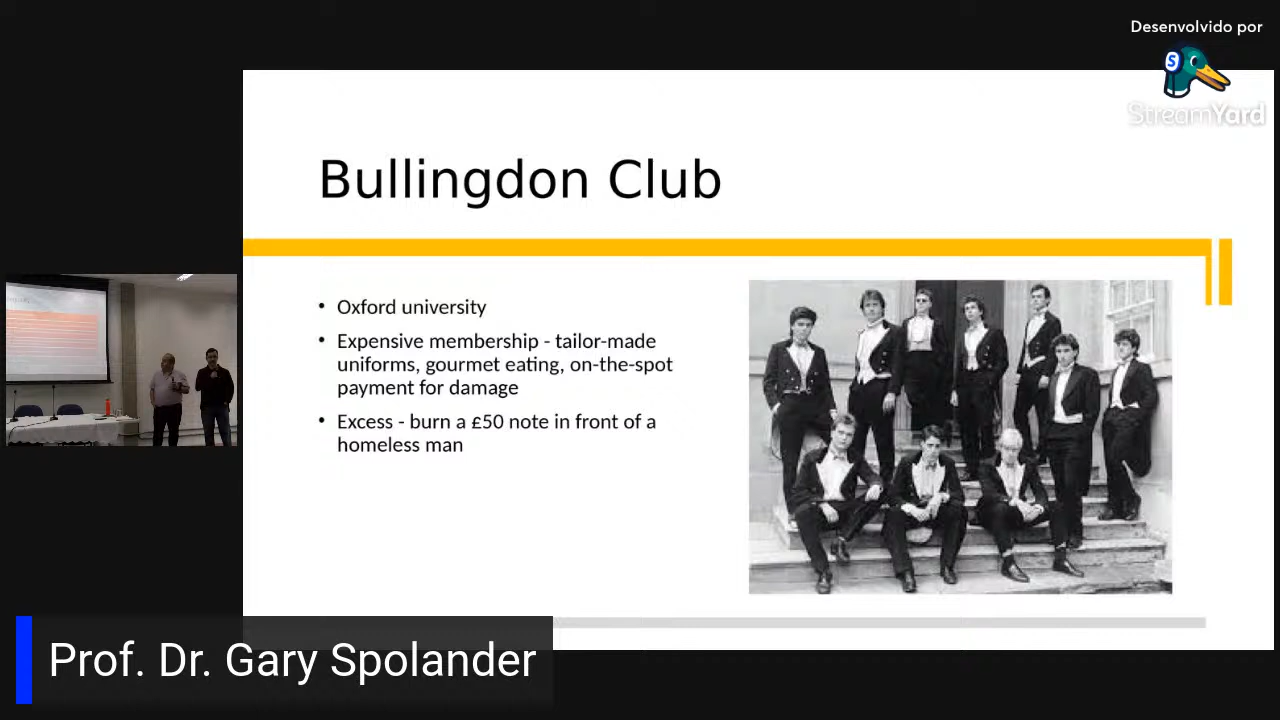 Desenvolvido por
S
StreamYard
Bullingdon Club
• Oxford university
• Expensive membership - tailor-made
uniforms, gourmet eating, on-the-spot
payment for damage
• Excess - burn a £50 note in front of a
homeless man
Prof. Dr. Gary Spolander